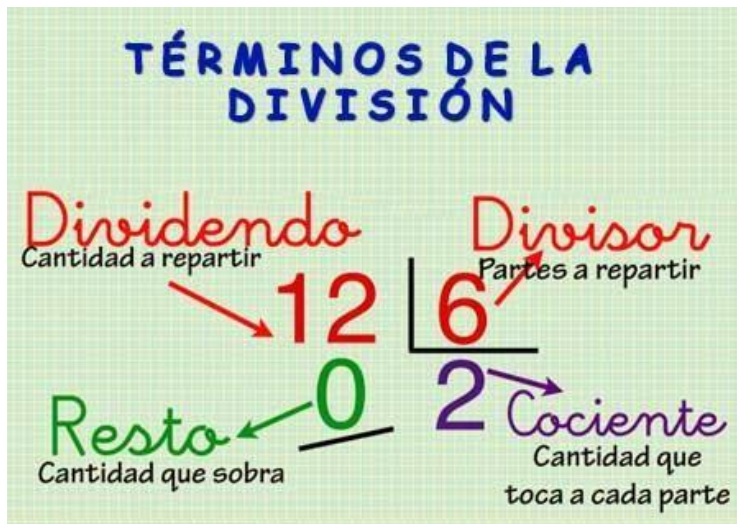 TÉRMINOS DE LA
DIVISIÓN
Dividendo
Cantidad a repartir
Divisor
Partes a repartir
12 6
0 2
Resto
Cantidad que sobra
Cociente
Cantidad que
toca a cada parte